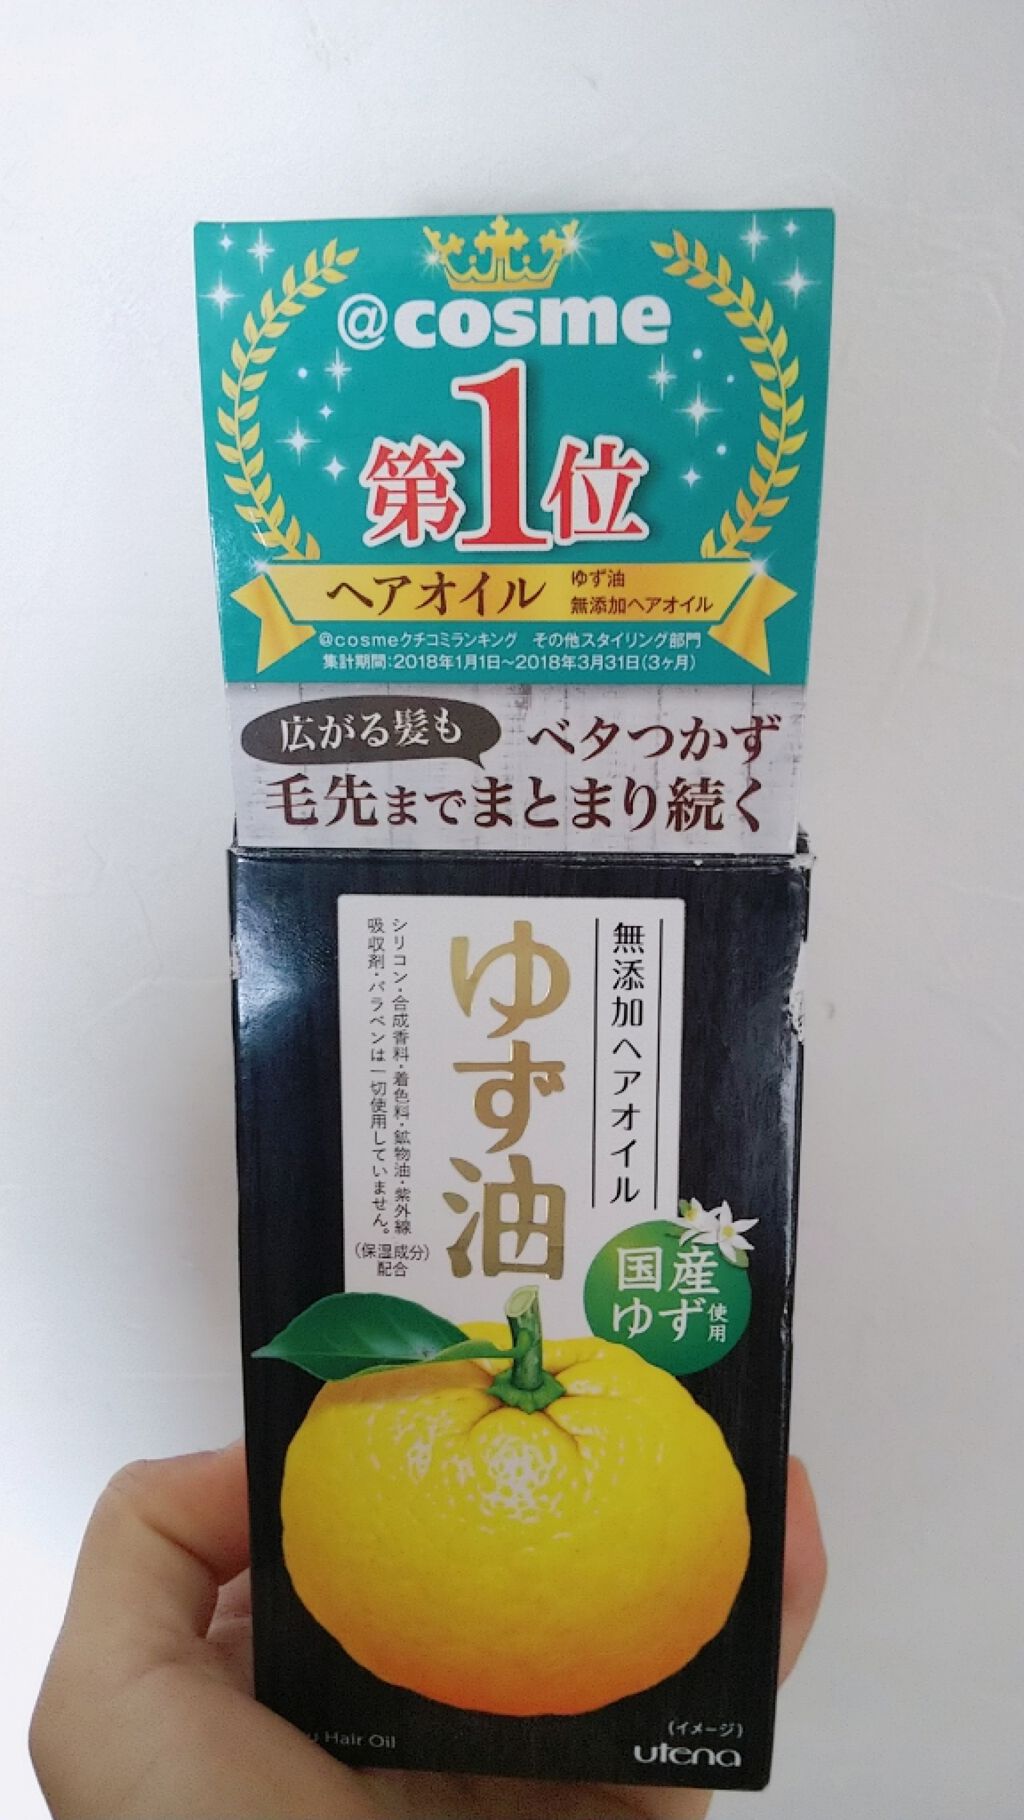 @cosme
第1位
ヘアオイル
ゆず油
無添加ヘアオイル
@cosmeクチコミランキング その他スタイリング部門
集計期間:2018年1月1日~2018年3月31日(3ヶ月)
広がる髪も
ベタつかず
毛先までまとまり続く
無添加ヘアオイル
ゆず油
シリコン・合成香料・着色料・鉱物油・紫外線
吸収剤・パラベンは一切使用していません。
(保湿成分)
配合
国産
ゆず使用
Hair Oil
(イメージ)
utena